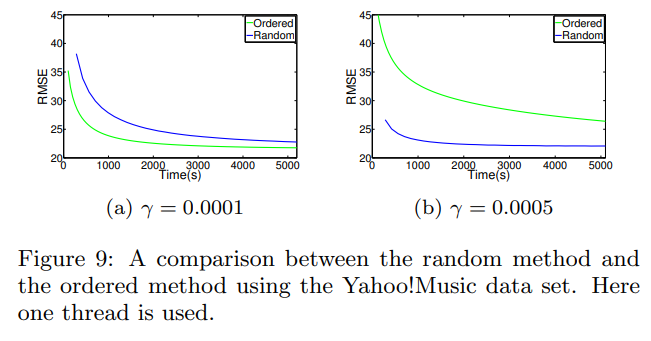 45
40
35
30
25
20
RMSE
0 1000 2000 3000 4000 5000
Time(s)
Ordered
Random
(a) γ = 0.0001
45
40
35
30
25
20
RMSE
0 1000 2000 3000 4000 5000
Time(s)
Ordered
Random
(b) γ = 0.0005
Figure 9: A comparison between the random method and
the ordered method using the Yahoo!Music data set. Here
one thread is used.